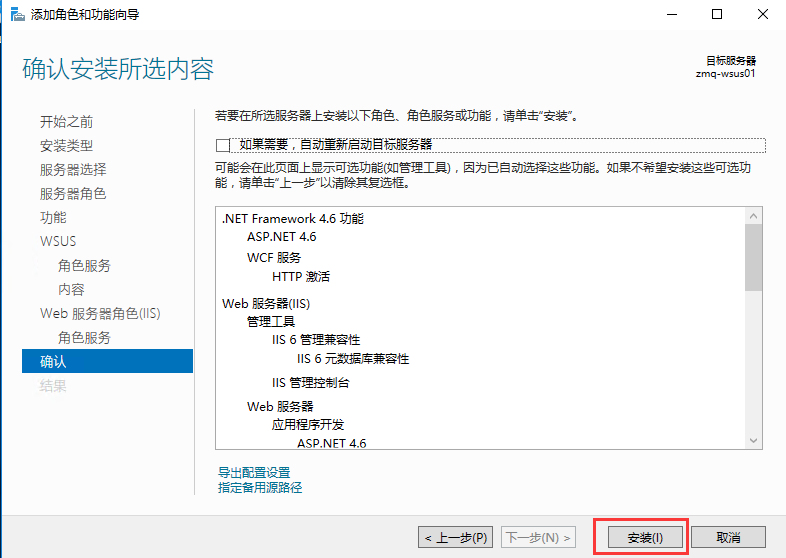 添加角色和功能向导
确认安装所选内容
目标服务器
zmq-wsus01
开始之前
安装类型
服务器选择
服务器角色
功能
WSUS
角色服务
内容
Web 服务器角色(IIS)
角色服务
确认
结果
若要在所选服务器上安装以下角色、角色服务或功能，请单击“安装”。
如果需要，自动重新启动目标服务器
可能会在此页面上显示可选功能(如管理工具)，因为已自动选择这些功能。如果不希望安装这些可选功
能，请单击“上一步”以清除其复选框。
.NET Framework 4.6 功能
ASP.NET 4.6
WCF 服务
HTTP 激活
Web 服务器(IIS)
管理工具
IIS 6 管理兼容性
IIS 6 元数据库兼容性
IIS 管理控制台
Web 服务器
应用程序开发
ASP.NET 4.6
导出配置设置
指定备用源路径
< 上一步(P)
下一步(N) >
安装(I)
取消